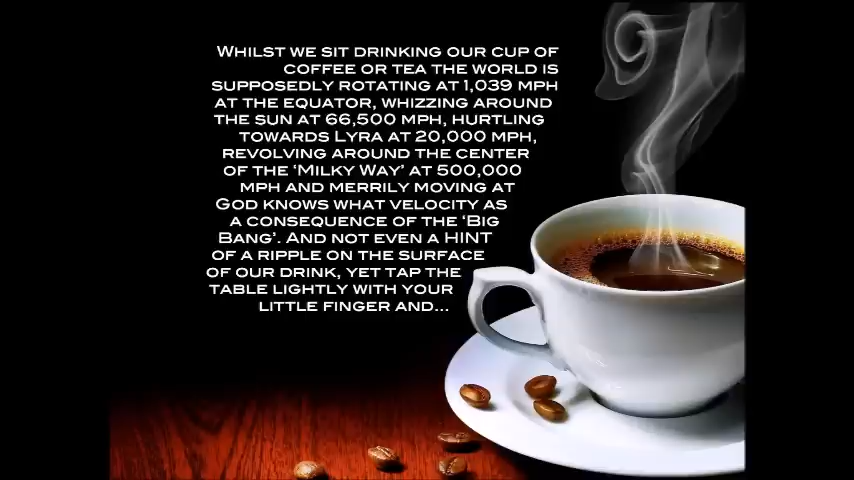 Whilst we sit drinking our cup of
coffee or tea the world is
supposedly rotating at 1,039 mph
at the equator, whizzing around
the sun at 66,500 mph, hurtling
towards Lyra at 20,000 mph,
revolving around the center
of the ‘Milky Way’ at 500,000
mph and merrily moving at
God knows what velocity as
a consequence of the ‘Big
Bang’. And not even a hint
of a ripple on the surface
of our drink, yet tap the
table lightly with your
little finger and...